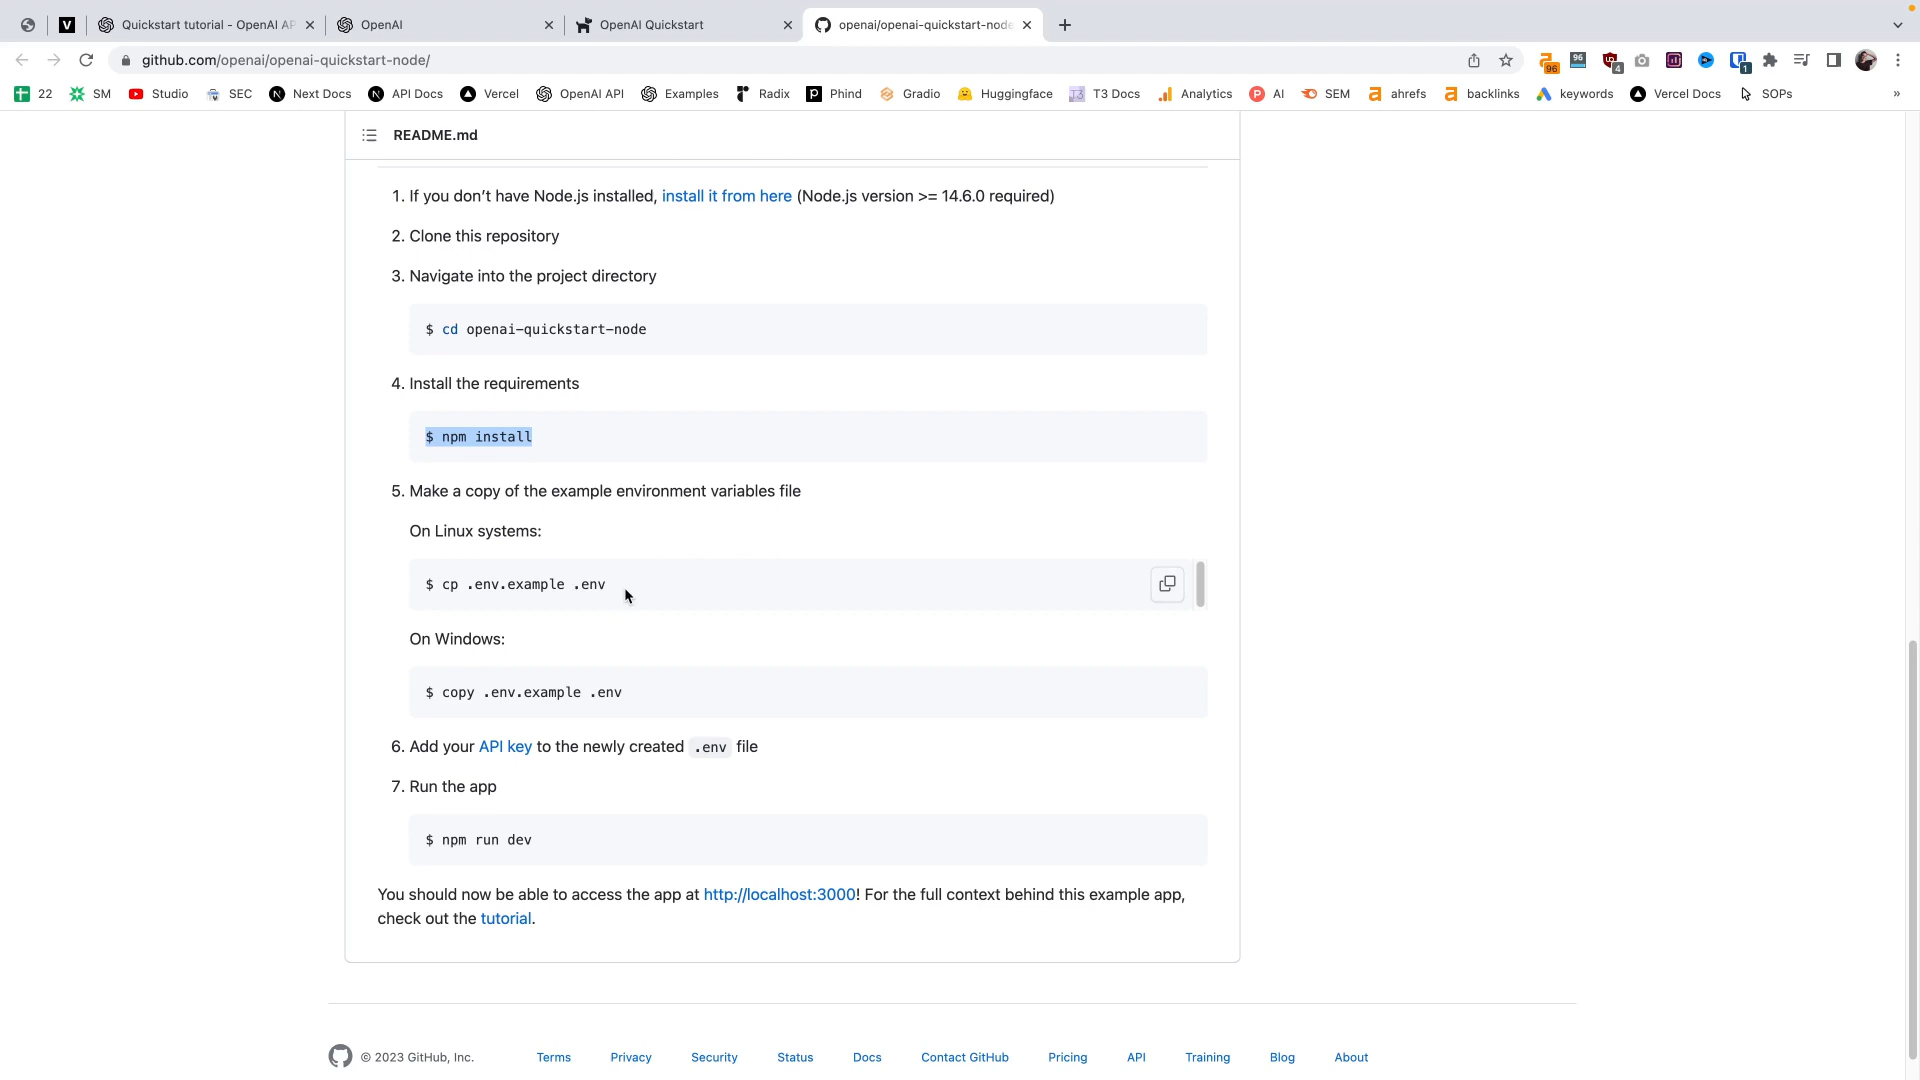 Quickstart tutorial - OpenAI AP
OpenAI
OpenAI Quickstart
openai/openai-quickstart-node
github.com/openai/openai-quickstart-node/
96
96
4
1
22
SM
Studio
SEC
Next Docs
API Docs
Vercel
OpenAI API
Examples
Radix
Phind
Gradio
Huggingface
T3 Docs
Analytics
AI
SEM
ahrefs
backlinks
keywords
Vercel Docs
SOPs
»
README.md
1. If you don’t have Node.js installed, install it from here (Node.js version >= 14.6.0 required)
2. Clone this repository
3. Navigate into the project directory
$ cd openai-quickstart-node
4. Install the requirements
$ npm install
5. Make a copy of the example environment variables file
On Linux systems:
$ cp .env.example .env
On Windows:
$ copy .env.example .env
6. Add your API key to the newly created .env file
7. Run the app
$ npm run dev
You should now be able to access the app at http://localhost:3000! For the full context behind this example app,
check out the tutorial.
© 2023 GitHub, Inc.
Terms
Privacy
Security
Status
Docs
Contact GitHub
Pricing
API
Training
Blog
About